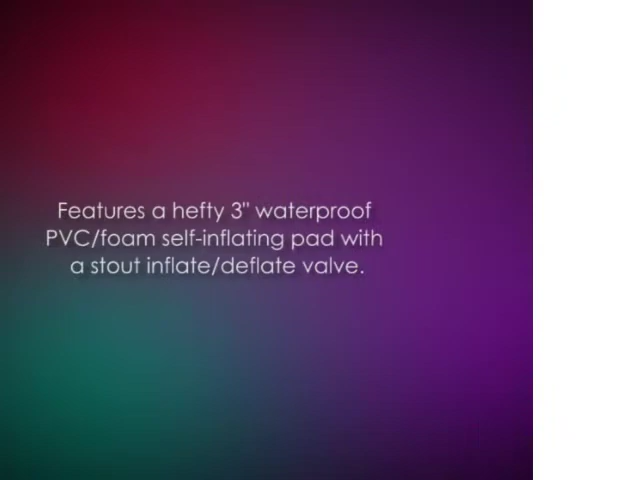 Features a hefty 3" waterproof
PVC/foam self-inflating pad with
a stout inflate/deflate valve.